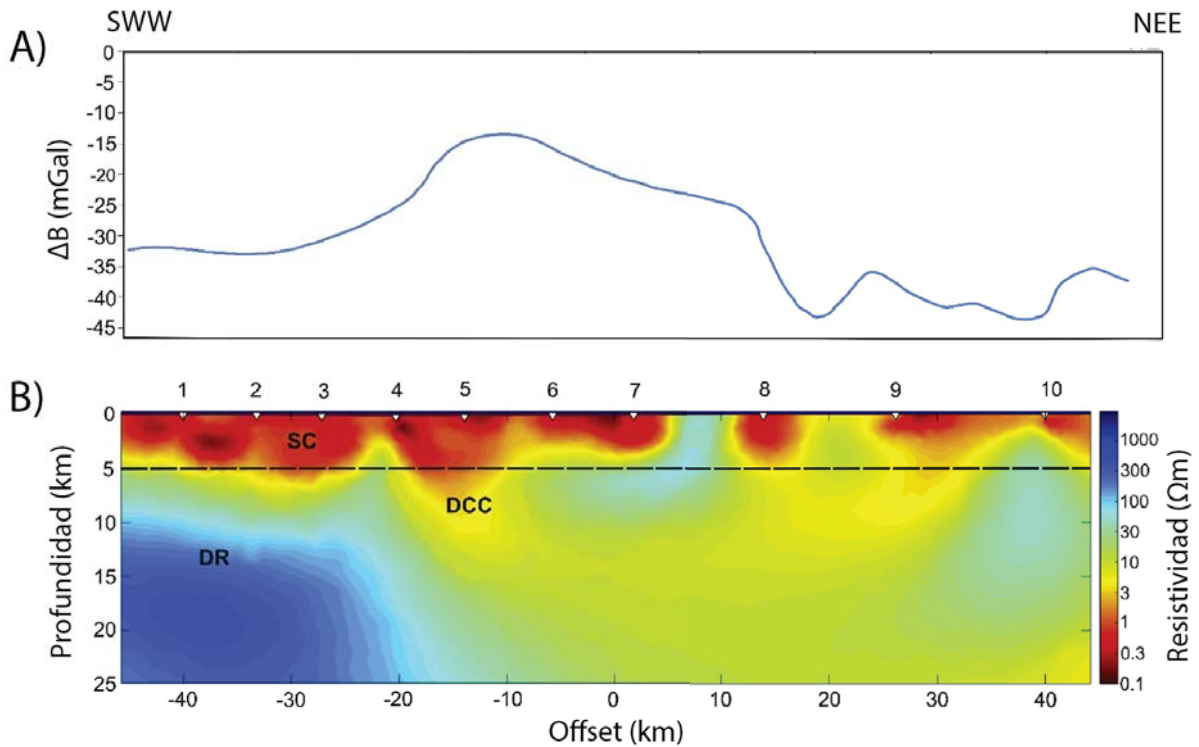 SWW NEE
A)
0
-5
-10
-15
-20
-25
-30
-35
-40
-45
ΔB (mGal)
B)
1 2 3 4 5 6 7 8 9 10
0
5
10
15
20
25
Profundidad (km)
SC
DCC
DR
-40 -30 -20 -10 0 10 20 30 40
Offset (km)
1000
300
100
30
10
3
1
0.3
0.1
Resistividad (Ωm)